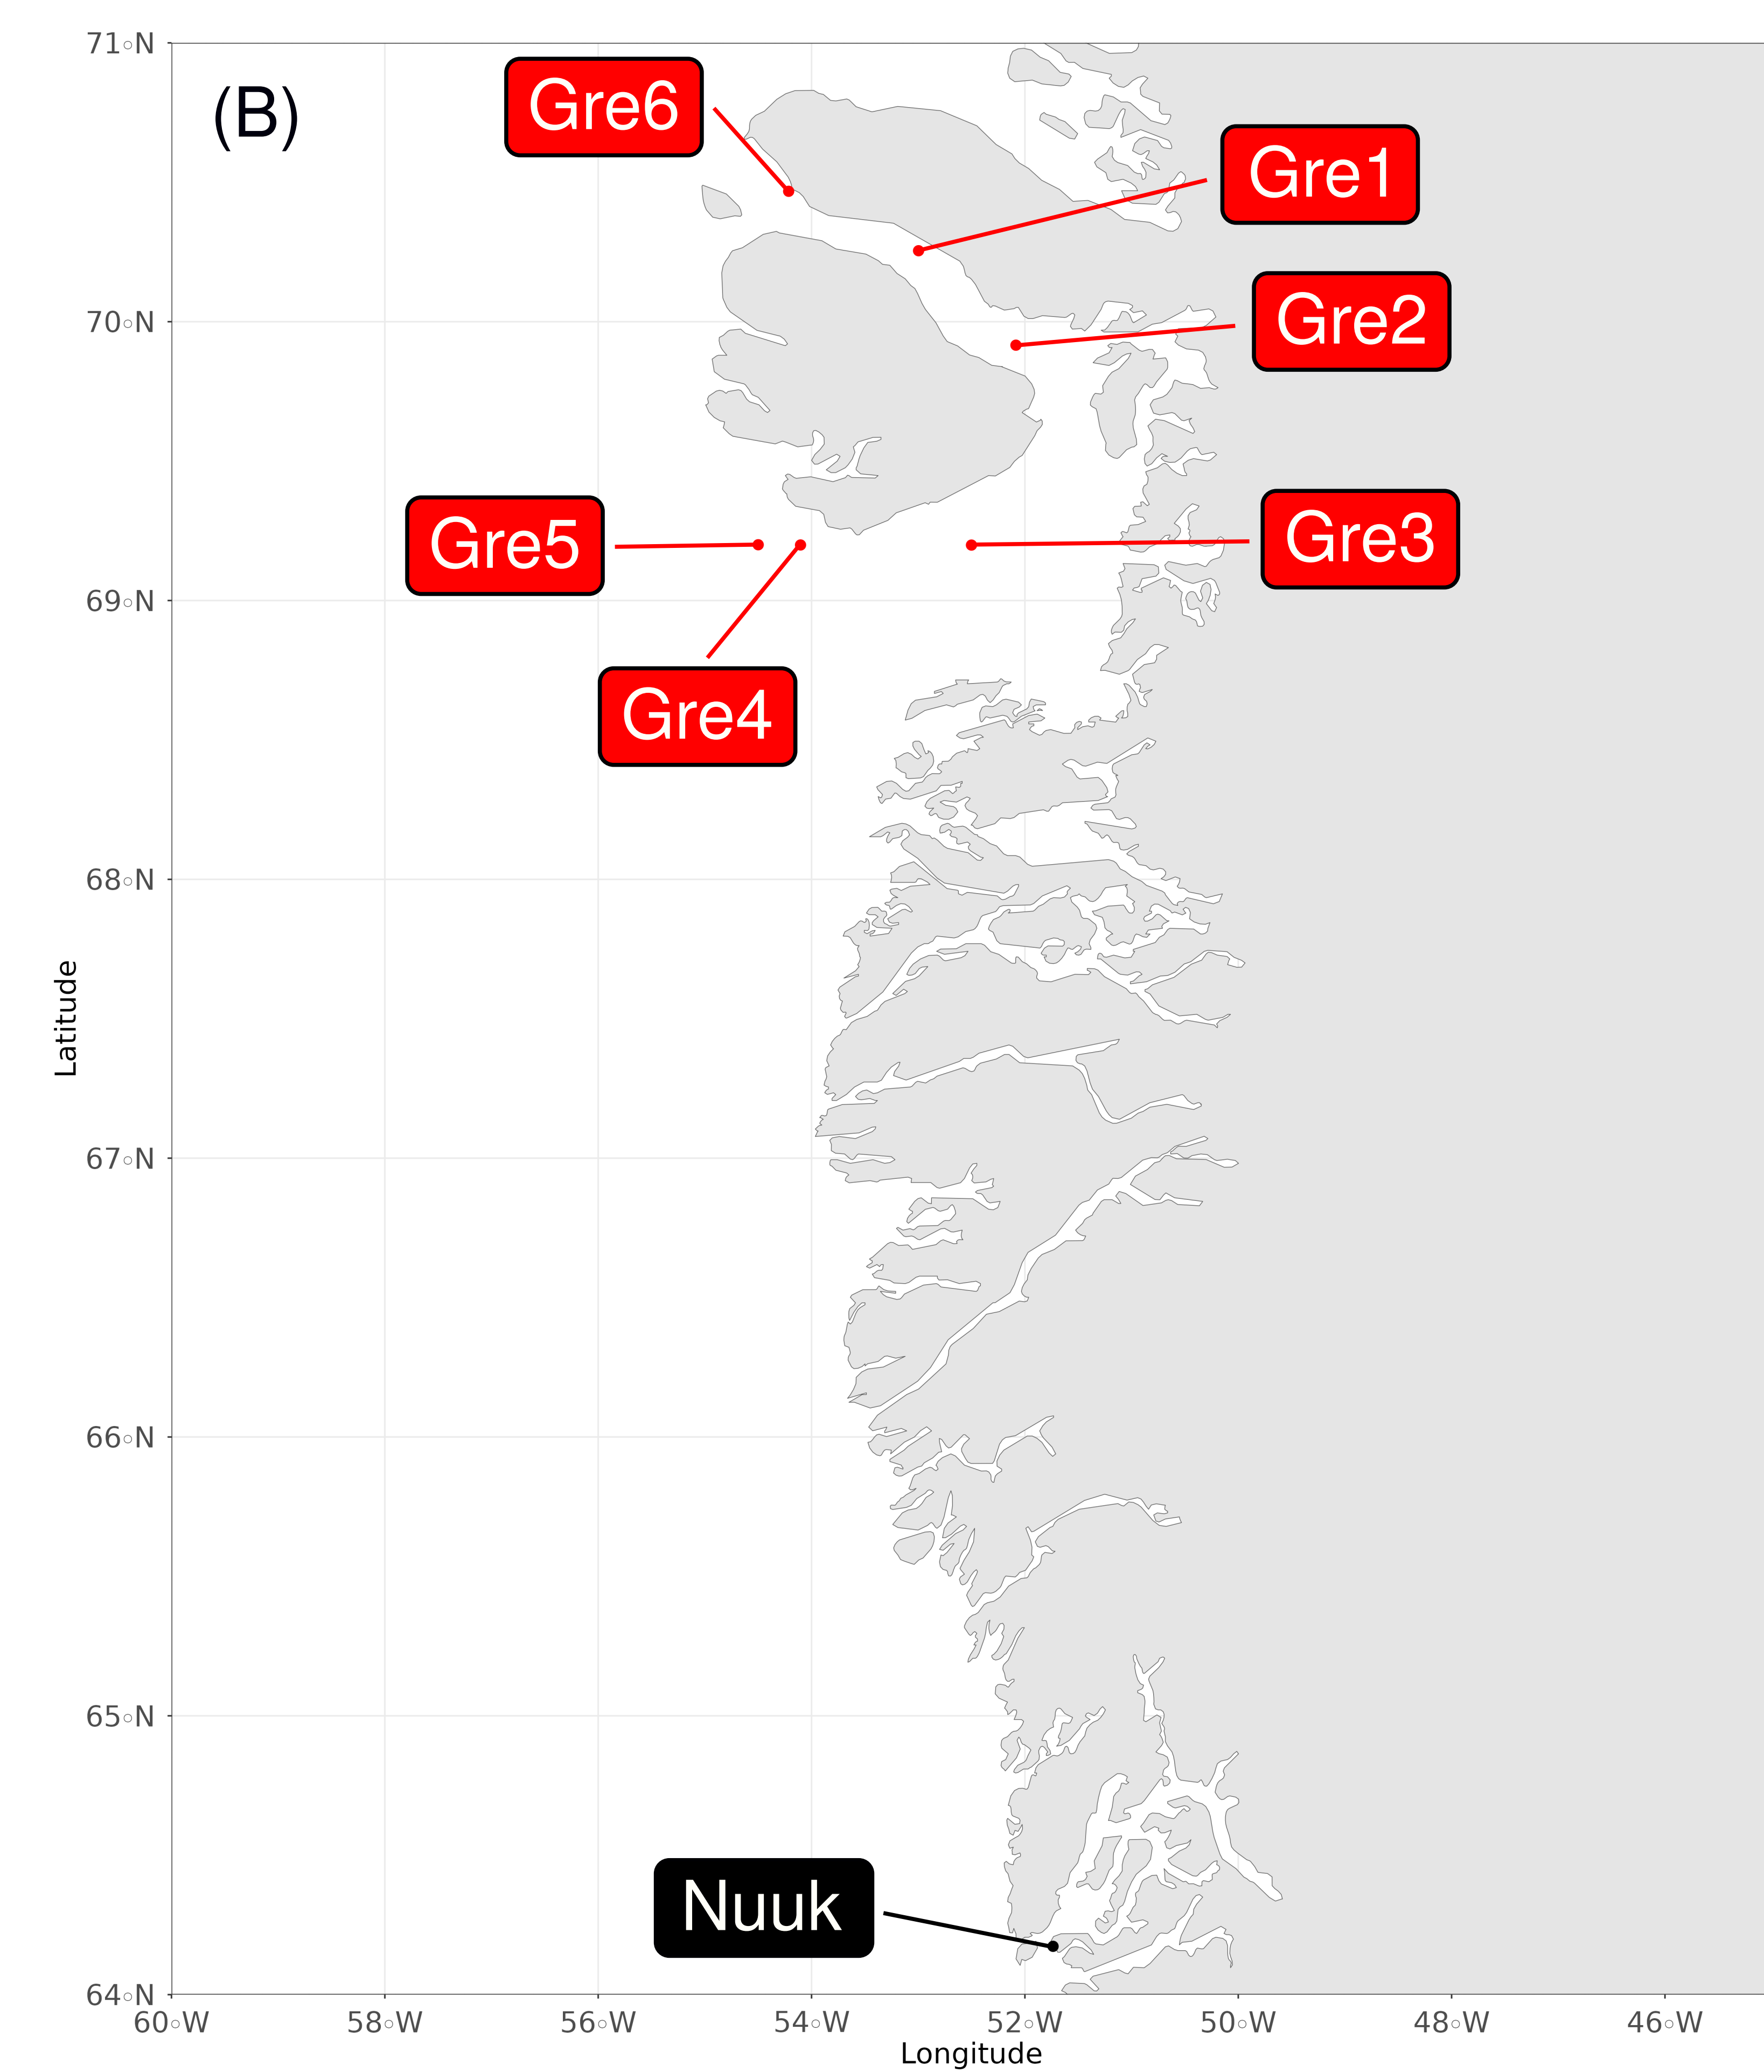 71◦N
(B)
Gre6
Gre1
Gre2
70◦N
Gre5
Gre3
69◦N
Gre4
68◦N
Latitude
67◦N
66◦N
65◦N
Nuuk
64◦N
60◦W 58◦W 56◦W 54◦W 52◦W 50◦W 48◦W 46◦W
Longitude